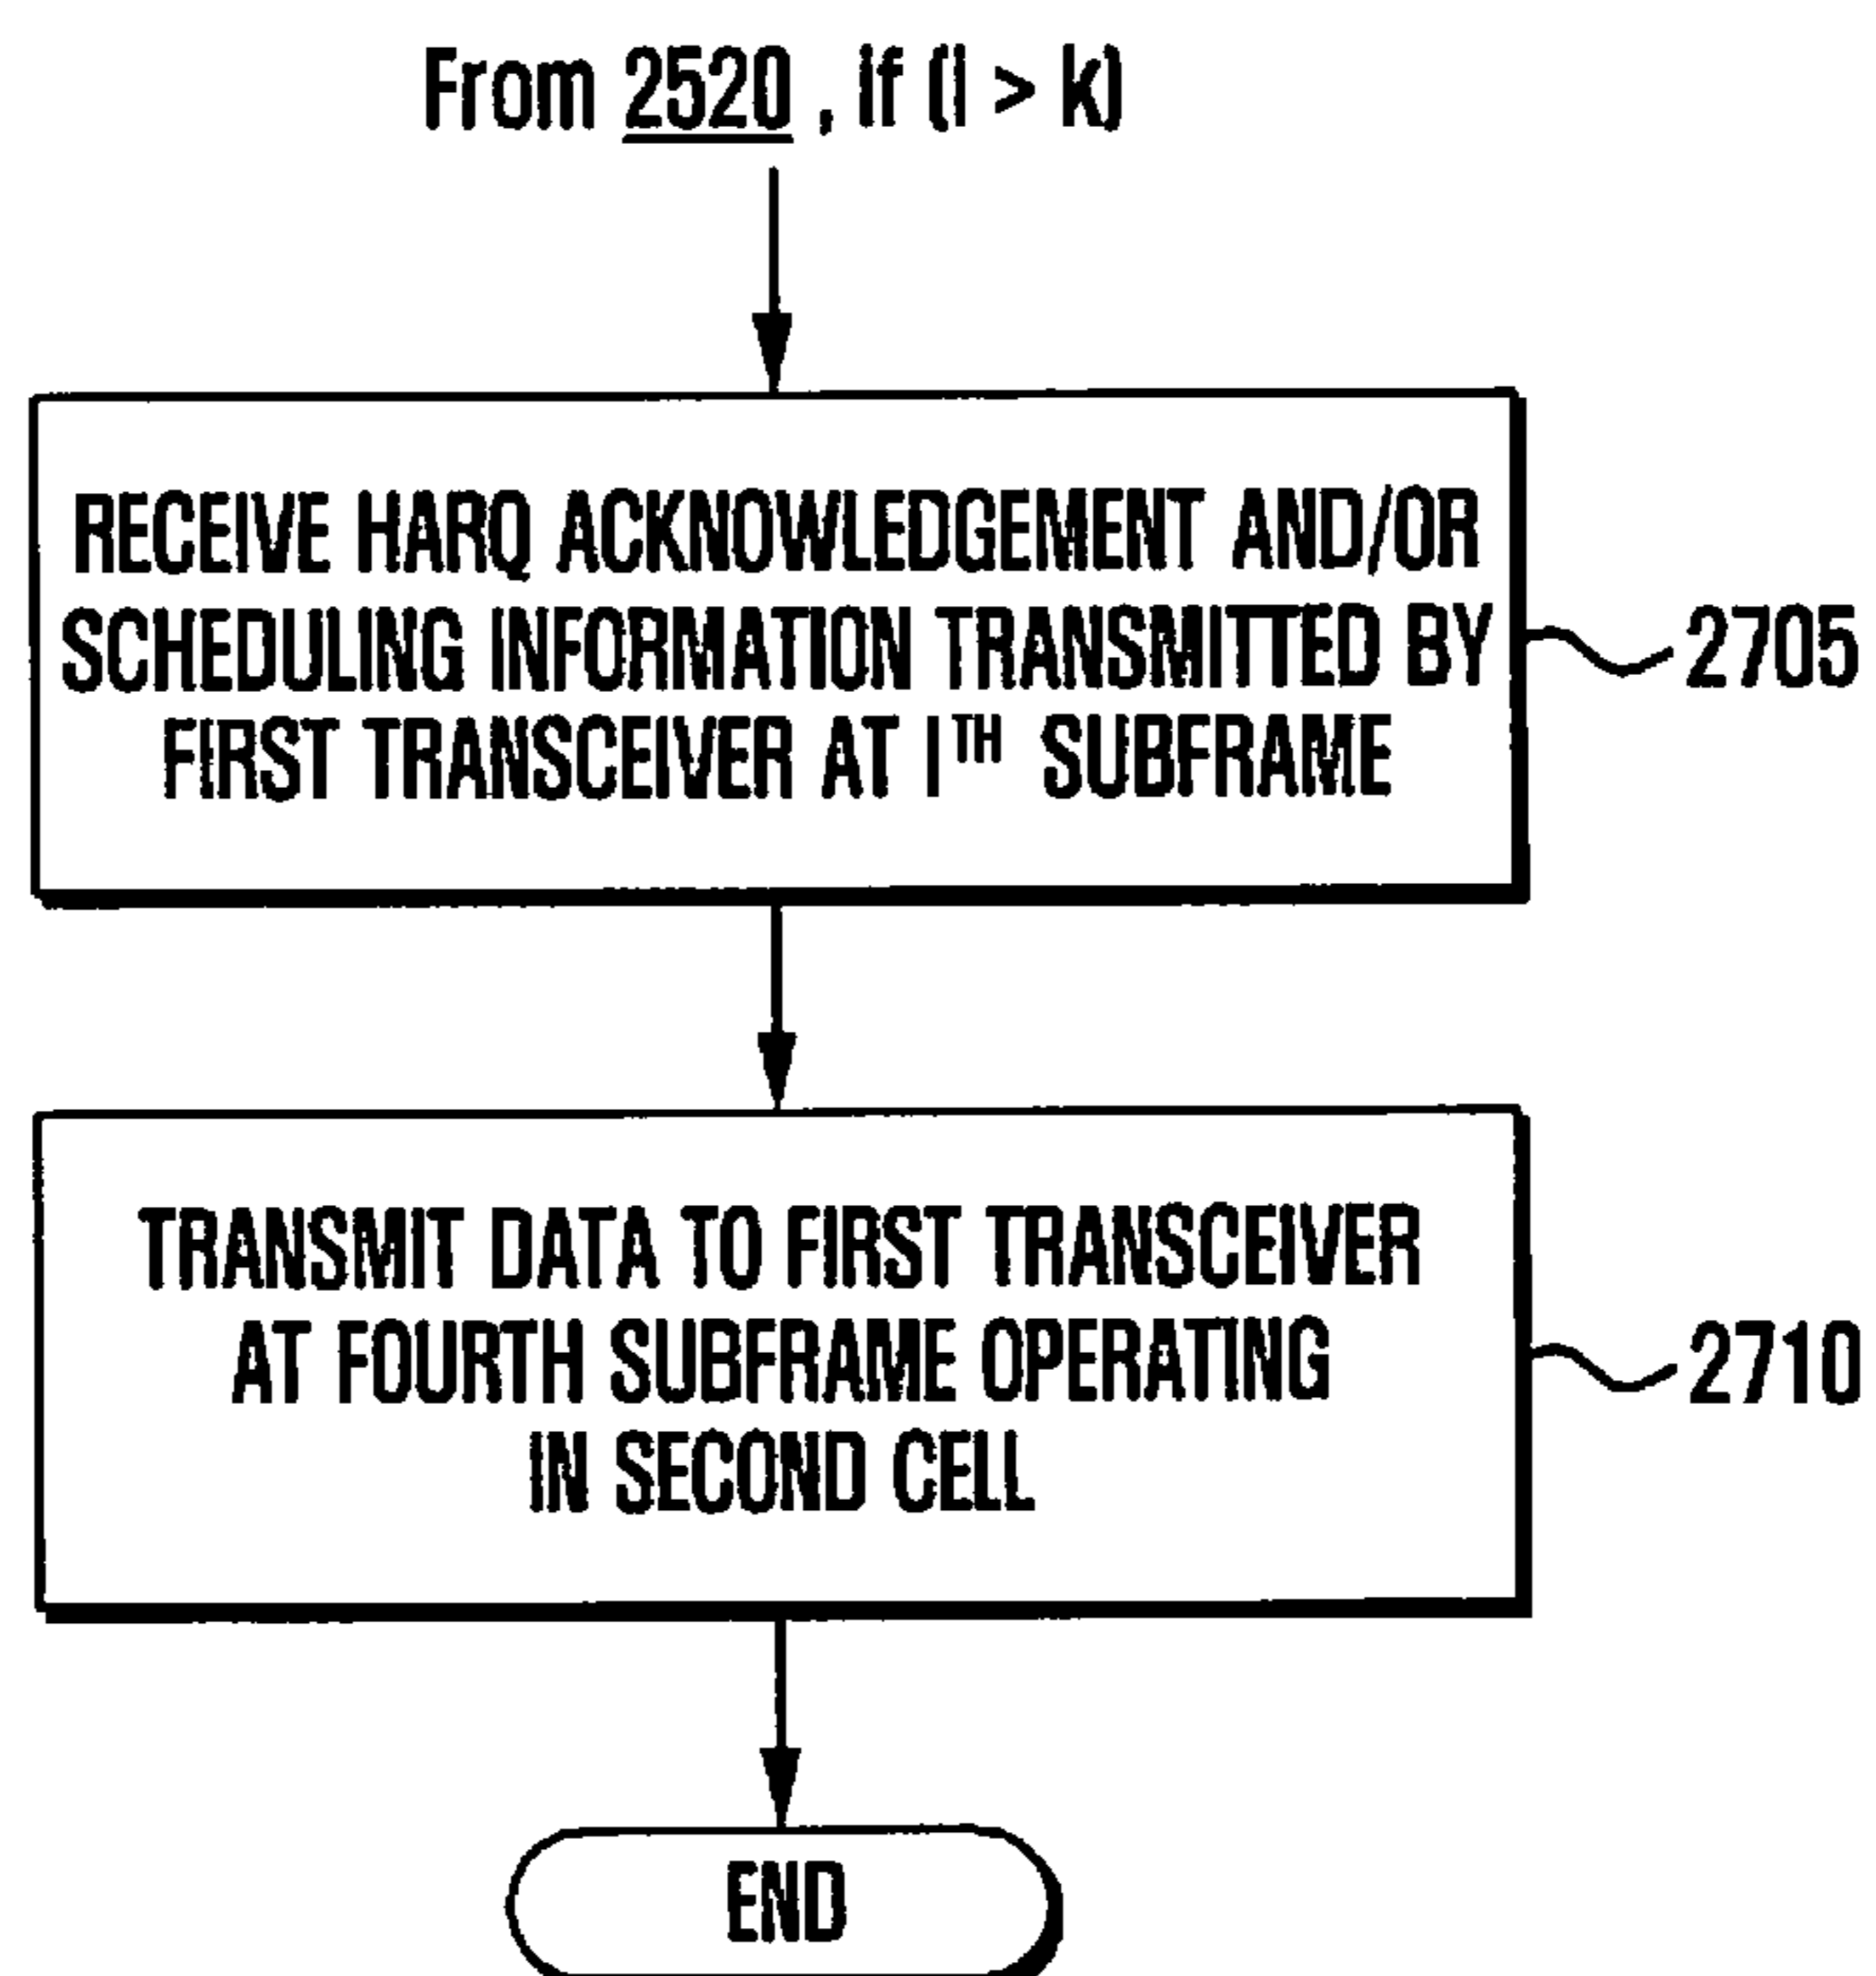 From 2520 , if (l > k)
RECEIVE HARQ ACKNOWLEDGEMENT AND/OR
SCHEDULING INFORMATION TRANSMITTED BY
FIRST TRANSCEIVER AT lTH SUBFRAME
2705
TRANSMIT DATA TO FIRST TRANSCEIVER
AT FOURTH SUBFRAME OPERATING
IN SECOND CELL
2710
END